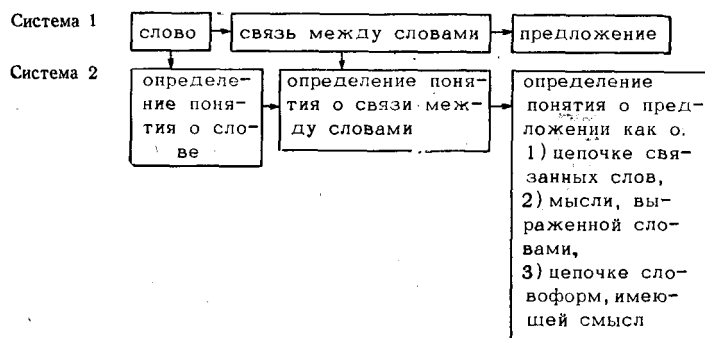 Система 1
слово
связь между словами
предложение
Система 2
определе-
ние поня-
тия о сло-
ве
определение поня-
тия о связи меж-
ду словами
определение
понятия о пред-
ложении как о.
1) цепочке свя-
занных слов,
2) мысли, вы-
раженной сло-
вами,
3) цепочке сло-
воформ, имею-
щей смысл